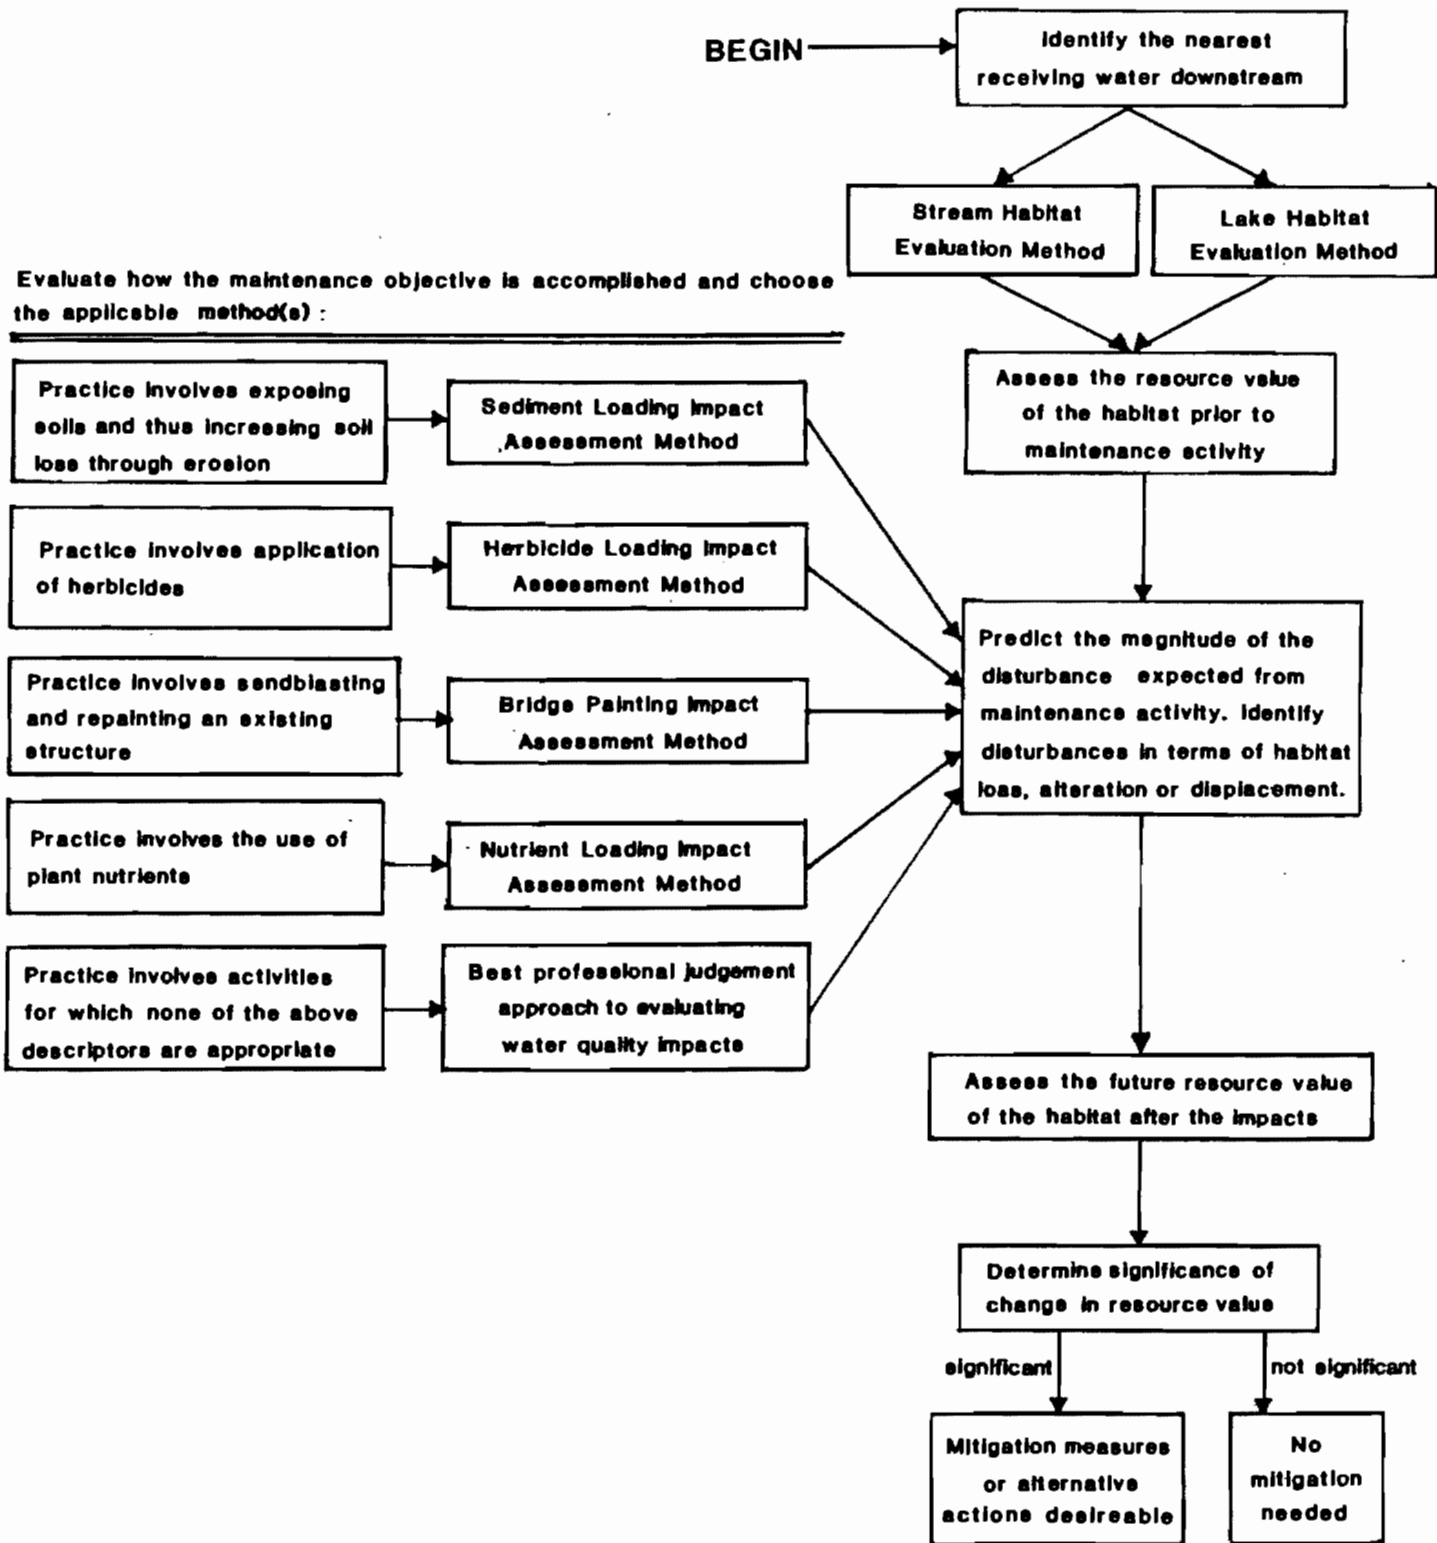 BEGIN
Identify the nearest
receiving water downstream
Stream Habitat
Evaluation Method
Lake Habitat
Evaluation Method
Evaluate how the maintenance objective is accomplished and choose
the applicable method(s) :
Assess the resource value
of the habitat prior to
maintenance activity
Practice involves exposing
soils and thus increasing soil
loss through erosion
Sediment Loading Impact
Assessment Method
Practice involves application
of herbicides
Herbicide Loading Impact
Assessment Method
Practice involves sandblasting
and repainting an existing
structure
Bridge Painting Impact
Assessment Method
Practice involves the use of
plant nutrients
Nutrient Loading Impact
Assessment Method
Practice involves activities
for which none of the above
descriptors are appropriate
Best professional judgement
approach to evaluating
water quality impacts
Predict the magnitude of the
disturbance expected from
maintenance activity. Identify
disturbances in terms of habitat
loss, alteration or displacement.
Assess the future resource value
of the habitat after the impacts
Determine significance of
change in resource value
significant
not significant
Mitigation measures
or alternative
actions desireable
No
mitigation
needed